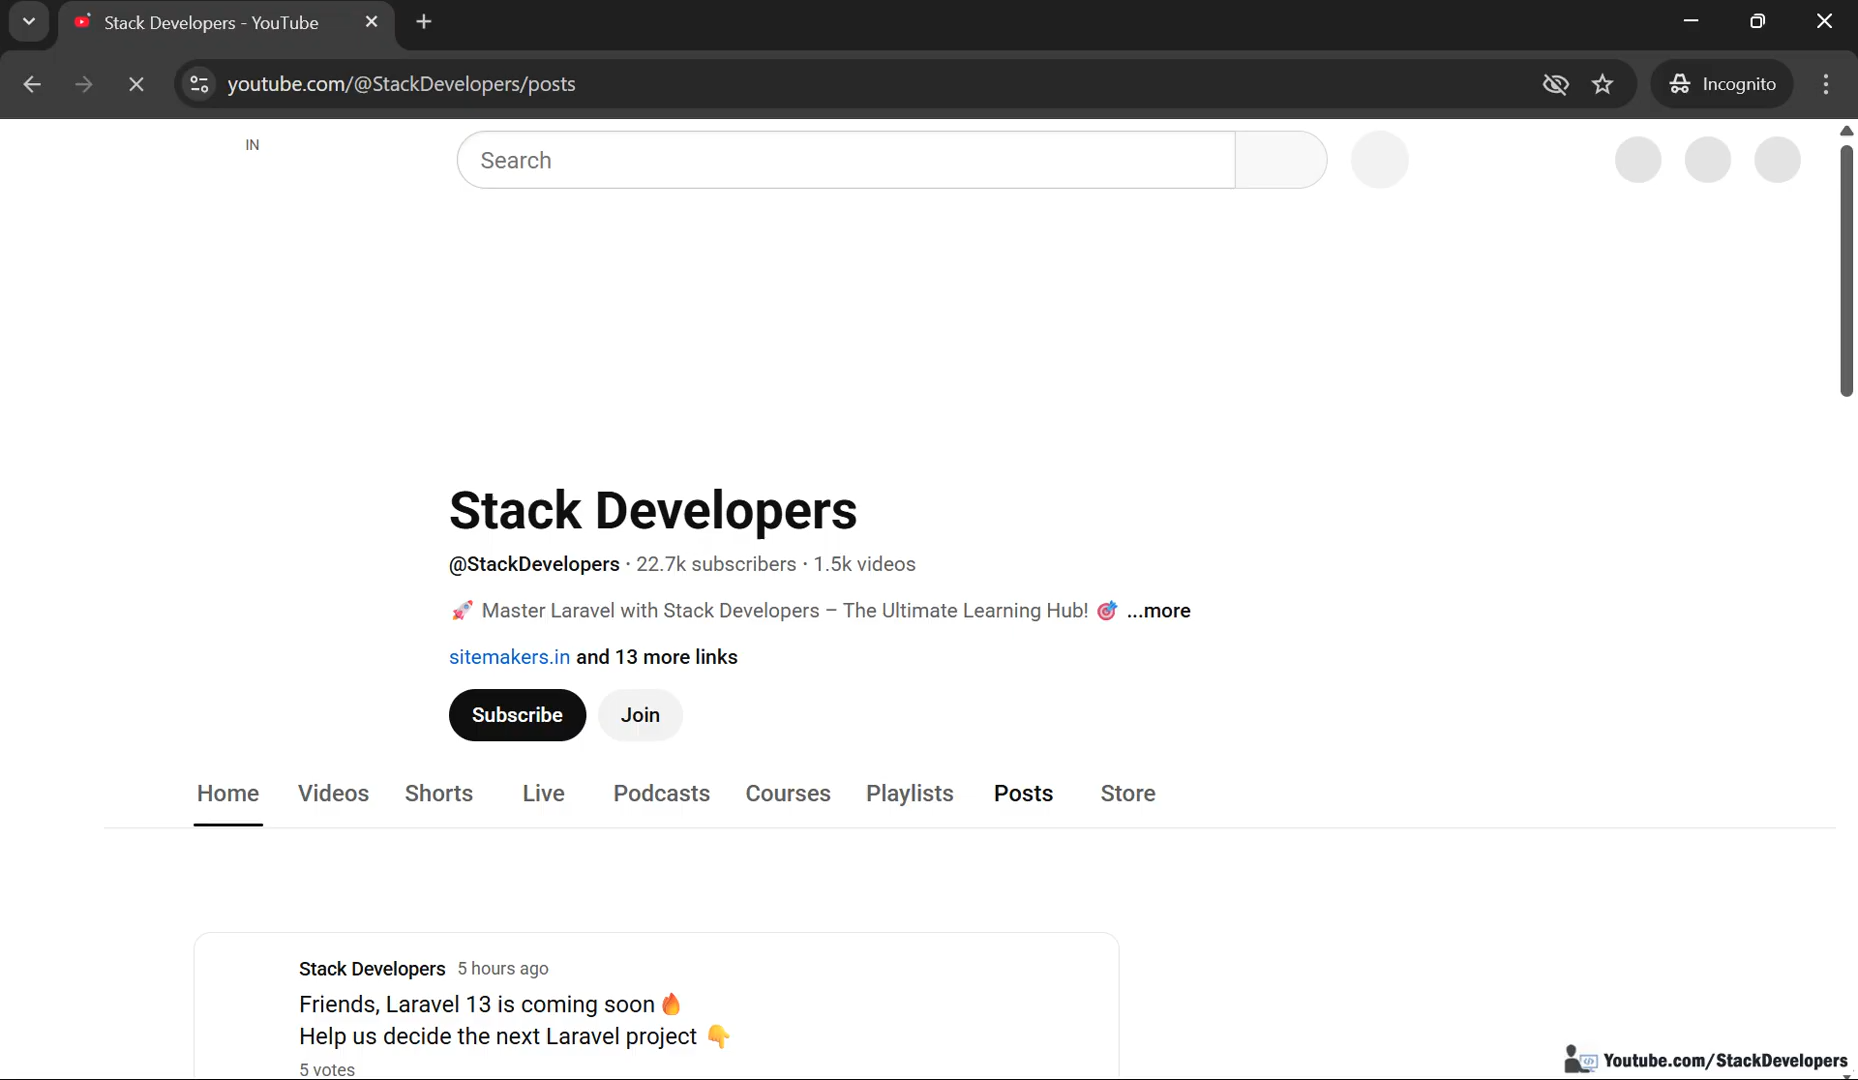 Stack Developers - YouTube
youtube.com/@StackDevelopers/posts
Incognito
IN
Search
Stack Developers
@StackDevelopers · 22.7k subscribers · 1.5k videos
🚀 Master Laravel with Stack Developers – The Ultimate Learning Hub! 🎯 ...more
sitemakers.in and 13 more links
Subscribe Join
Home Videos Shorts Live Podcasts Courses Playlists Posts Store
Stack Developers 5 hours ago
Friends, Laravel 13 is coming soon🔥
Help us decide the next Laravel project 👇
5 votes
Youtube.com/StackDevelopers